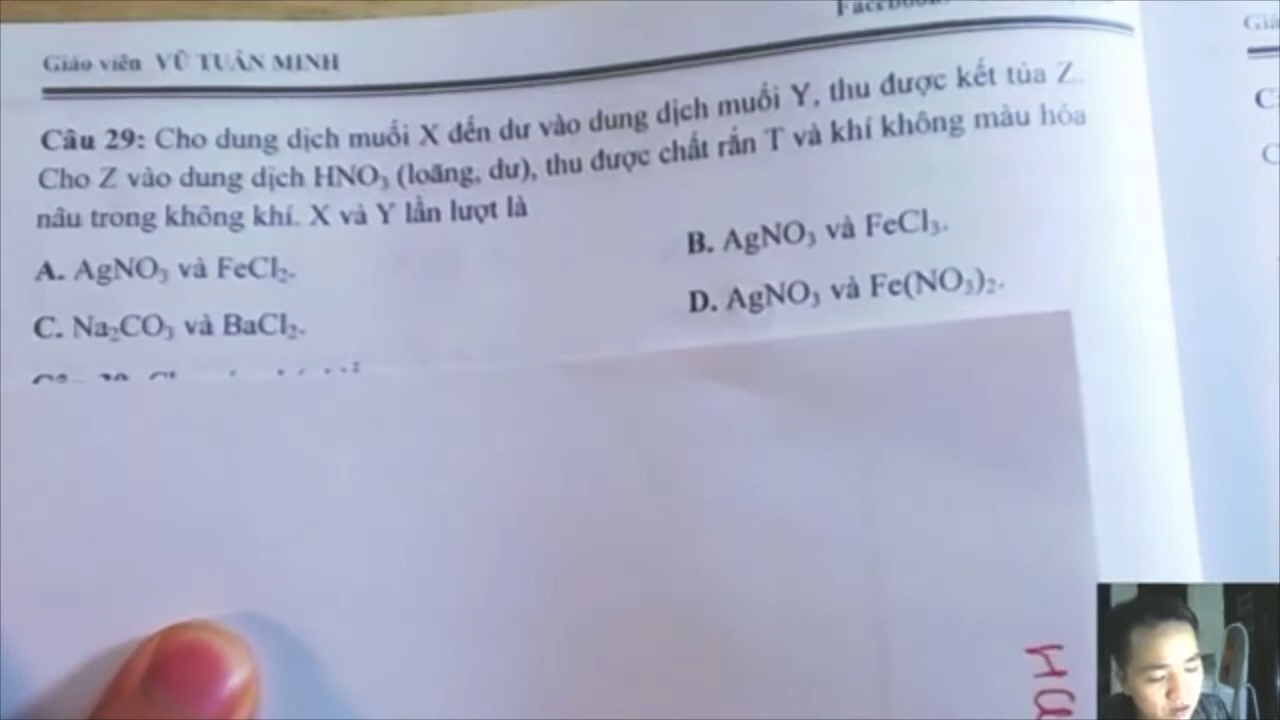 Giáo viên VŨ TUẤN MINH
Câu 29: Cho dung dịch muối X đến dư vào dung dịch muối Y, thu được kết tủa Z.
Cho Z vào dung dịch HNO₃ (loãng, dư), thu được chất rắn T và khí không màu hóa
nâu trong không khí. X và Y lần lượt là
A. AgNO₃ và FeCl₂.
B. AgNO₃ và FeCl₃.
C. Na₂CO₃ và BaCl₂.
D. AgNO₃ và Fe(NO₃)₂.